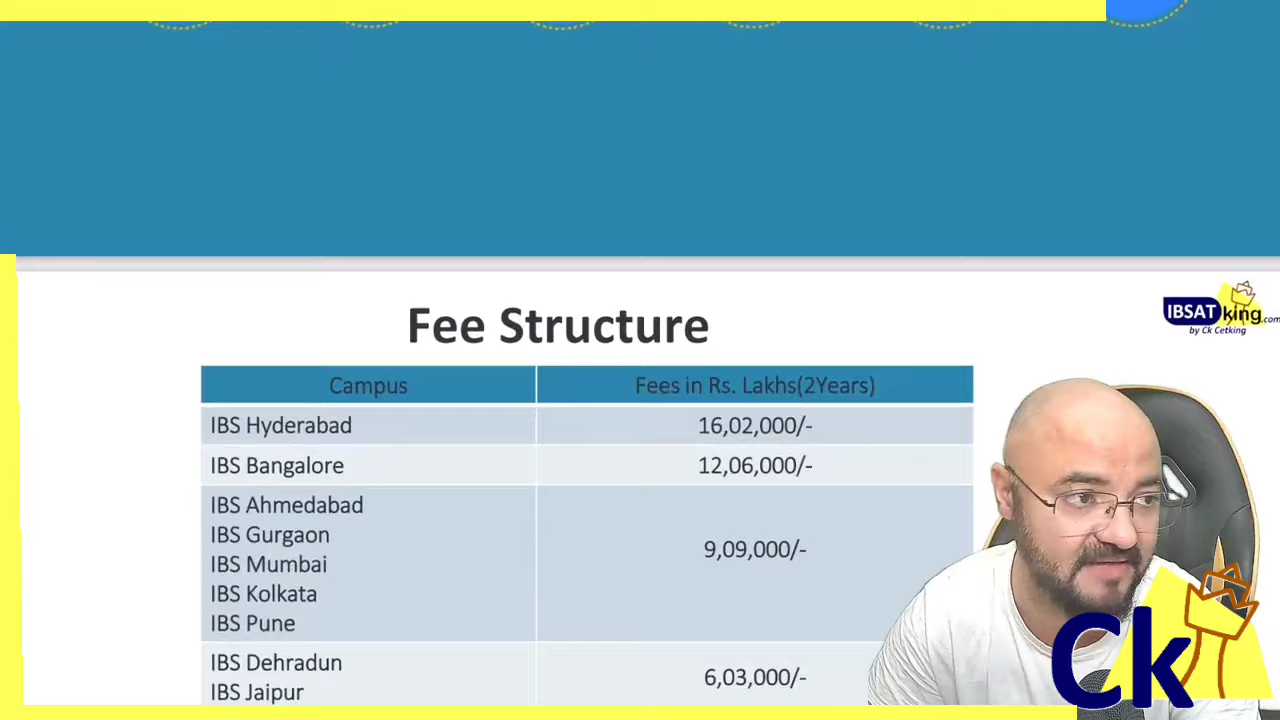 Fee Structure
IBSAT king.com
by Ck Cetking
Campus Fees in Rs. Lakhs(2Years)
IBS Hyderabad 16,02,000/-
IBS Bangalore 12,06,000/-
IBS Ahmedabad
IBS Gurgaon
IBS Mumbai 9,09,000/-
IBS Kolkata
IBS Pune
IBS Dehradun 6,03,000/-
IBS Jaipur
Ck